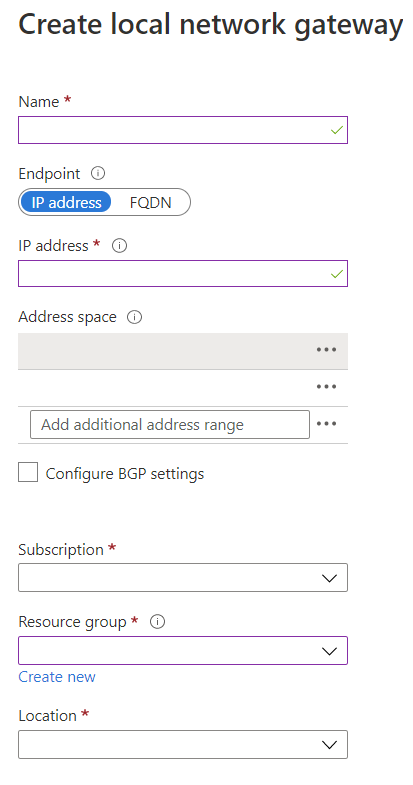 Create local network gateway
Name *
Endpoint
IP address FQDN
IP address *
Address space
Add additional address range
Configure BGP settings
Subscription *
Resource group *
Create new
Location *